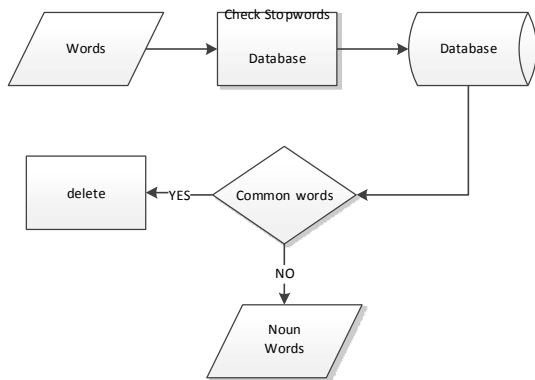 Words
Check Stopwords
Database
Database
Common words
YES
delete
NO
Noun
Words